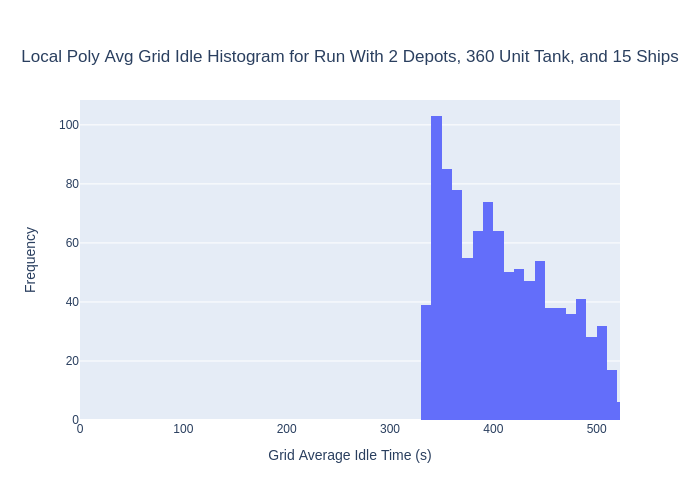 Local Poly Avg Grid Idle Histogram for Run With 2 Depots, 360 Unit Tank, and 15 Ships
Frequency
100
80
60
40
20
0
0 100 200 300 400 500
Grid Average Idle Time (s)